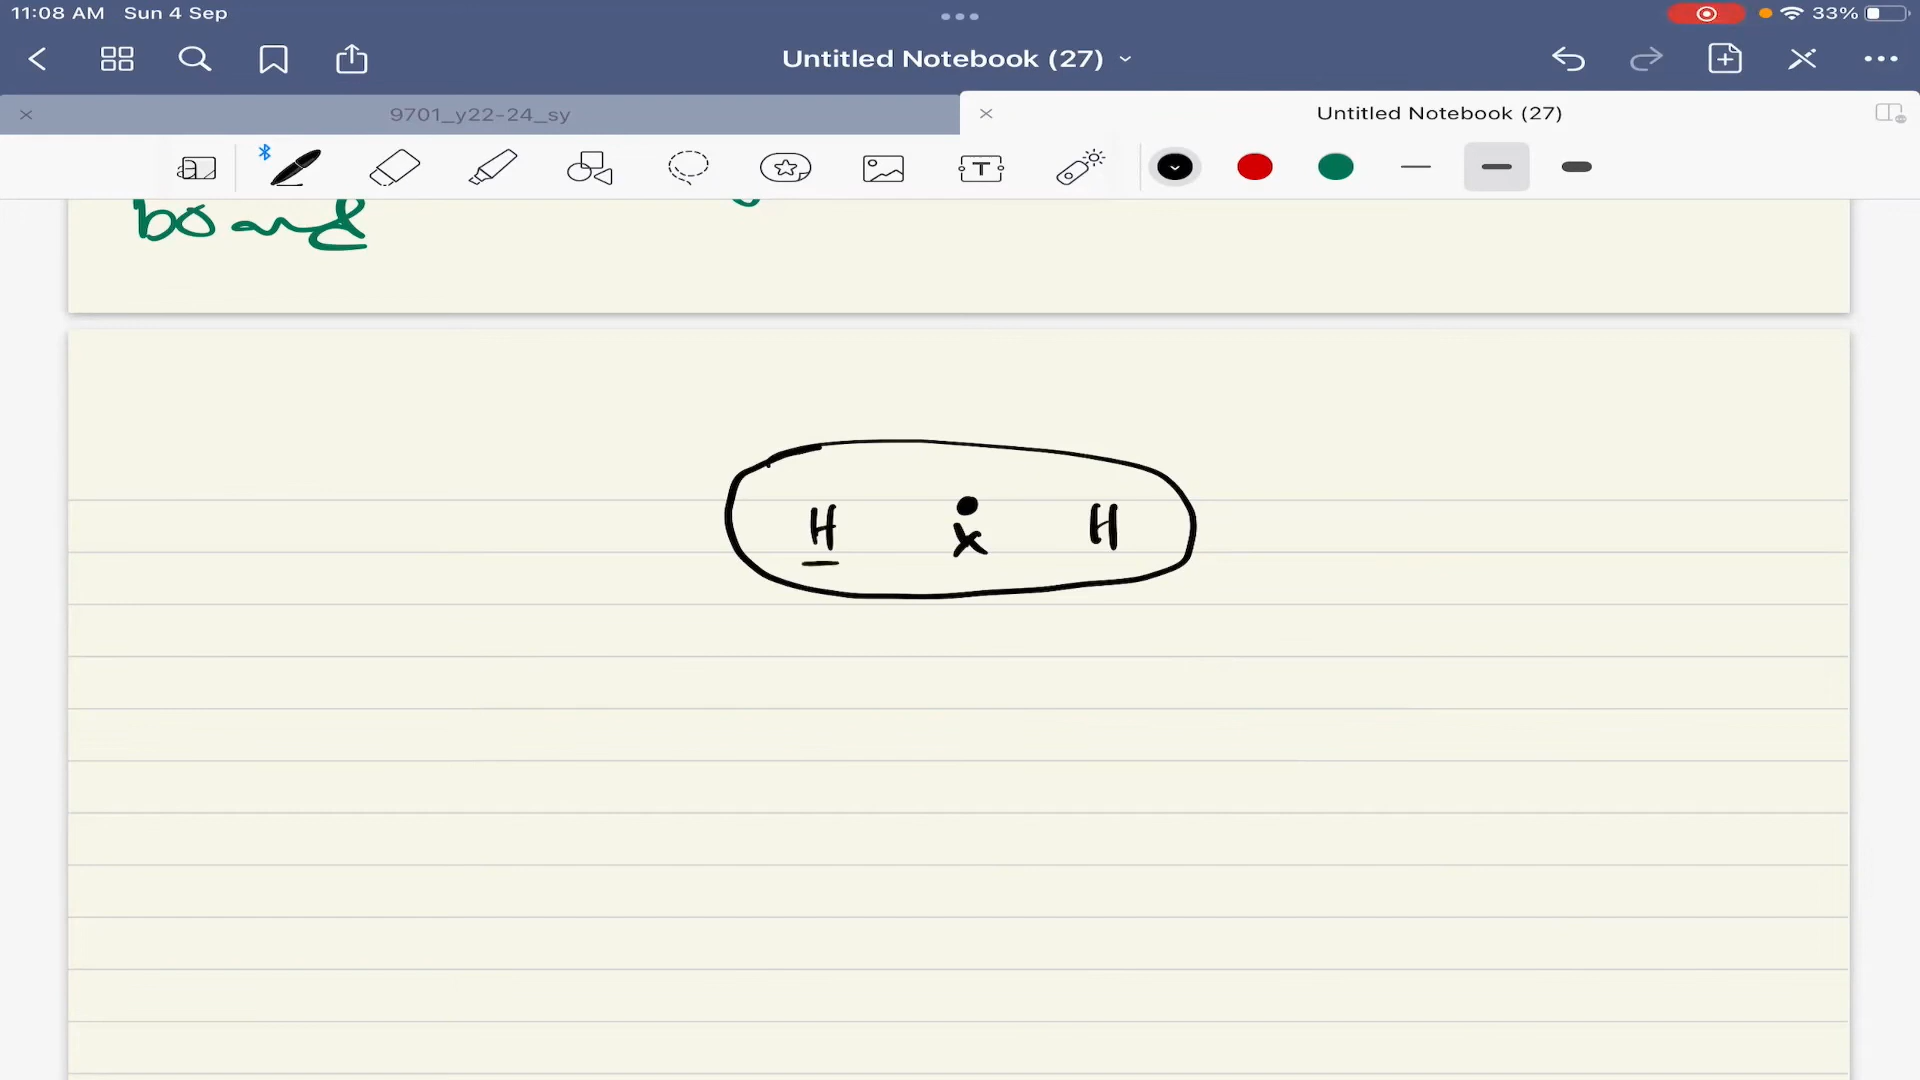 11:08 AM Sun 4 Sep
33%
Untitled Notebook (27)
9701_y22-24_sy
Untitled Notebook (27)
a
T
H x H